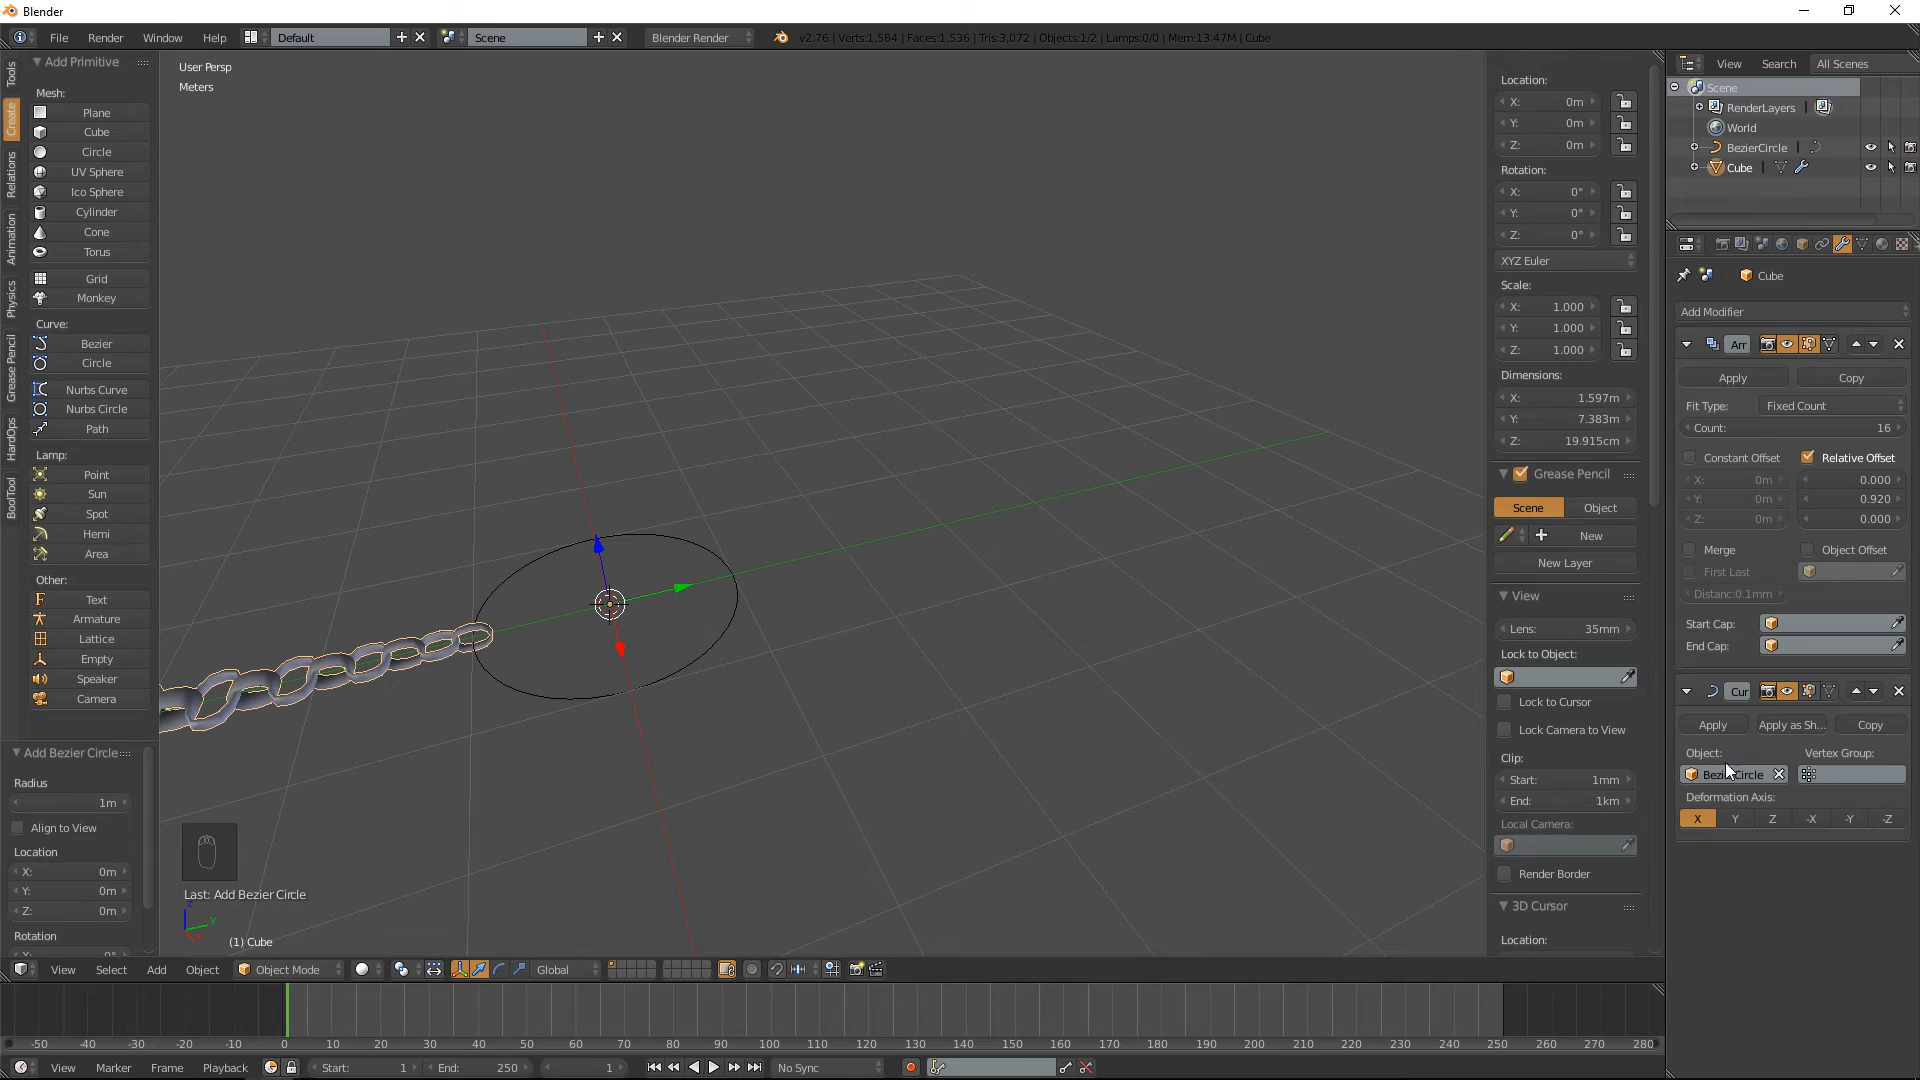 Blender
File Render Window Help Default Scene Blender Render v2.76 | Verts:1,584 | Faces:1,536 | Tris:3,072 | Objects:1/2 | Lamps:0/0 | Mem:13.47M | Cube
Tools
Create
Relations
Animation
Physics
Grease Pencil
HardOps
BoolTool
Add Primitive
Mesh:
Plane
Cube
Circle
UV Sphere
Ico Sphere
Cylinder
Cone
Torus
Grid
Monkey
Curve:
Bezier
Circle
Nurbs Curve
Nurbs Circle
Path
Lamp:
Point
Sun
Spot
Hemi
Area
Other:
Text
Armature
Lattice
Empty
Speaker
Camera
Add Bezier Circle
Radius
1m
Align to View
Location
X: 0m
Y: 0m
Z: 0m
Rotation
User Persp
Meters
Last: Add Bezier Circle
z
y
x
(1) Cube
View Select Add Object Object Mode Global
Location:
X: 0m
Y: 0m
Z: 0m
Rotation:
X: 0°
Y: 0°
Z: 0°
XYZ Euler
Scale:
X: 1.000
Y: 1.000
Z: 1.000
Dimensions:
X: 1.597m
Y: 7.383m
Z: 19.915cm
Grease Pencil
Scene Object
New
New Layer
View
Lens: 35mm
Lock to Object:
Lock to Cursor
Lock Camera to View
Clip:
Start: 1mm
End: 1km
Local Camera:
Render Border
3D Cursor
Location:
View Search All Scenes
Scene
RenderLayers
World
BezierCircle
Cube
Cube
Add Modifier
Arr
Apply Copy
Fit Type: Fixed Count
Count: 16
Constant Offset Relative Offset
X: 0m 0.000
Y: 0m 0.920
Z: 0m 0.000
Merge Object Offset
First Last
Distanc:0.1mm
Start Cap:
End Cap:
Cur
Apply Apply as Sh... Copy
Object: Vertex Group:
Deformation Axis:
X Y Z -X -Y -Z
-50 -40 -30 -20 -10 0 10 20 30 40 50 60 70 80 90 100 110 120 130 140 150 160 170 180 190 200 210 220 230 240 250 260 270 280
View Marker Frame Playback Start: 1 End: 250 1 No Sync